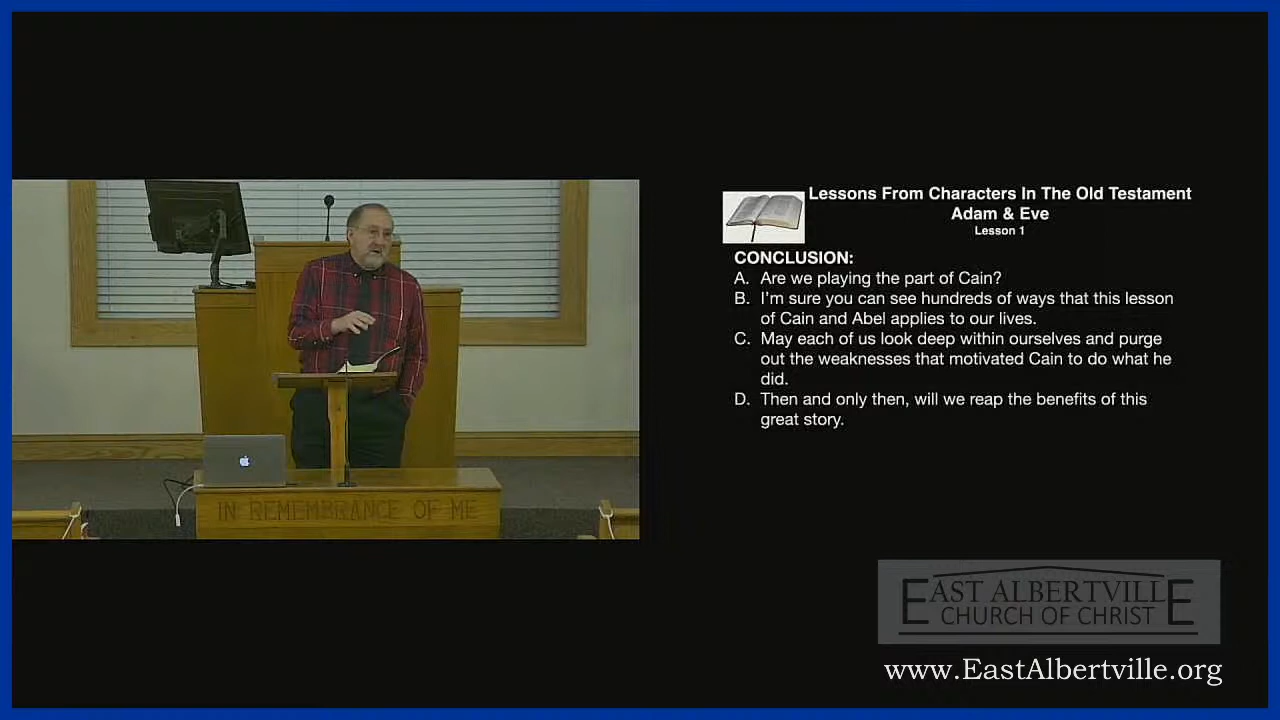 Lessons From Characters In The Old Testament
Adam & Eve
Lesson 1
CONCLUSION:
A. Are we playing the part of Cain?
B. I'm sure you can see hundreds of ways that this lesson
of Cain and Abel applies to our lives.
C. May each of us look deep within ourselves and purge
out the weaknesses that motivated Cain to do what he
did.
D. Then and only then, will we reap the benefits of this
great story.
IN REMEMBRANCE OF ME
EAST ALBERTVILLE
CHURCH OF CHRIST
www.EastAlbertville.org